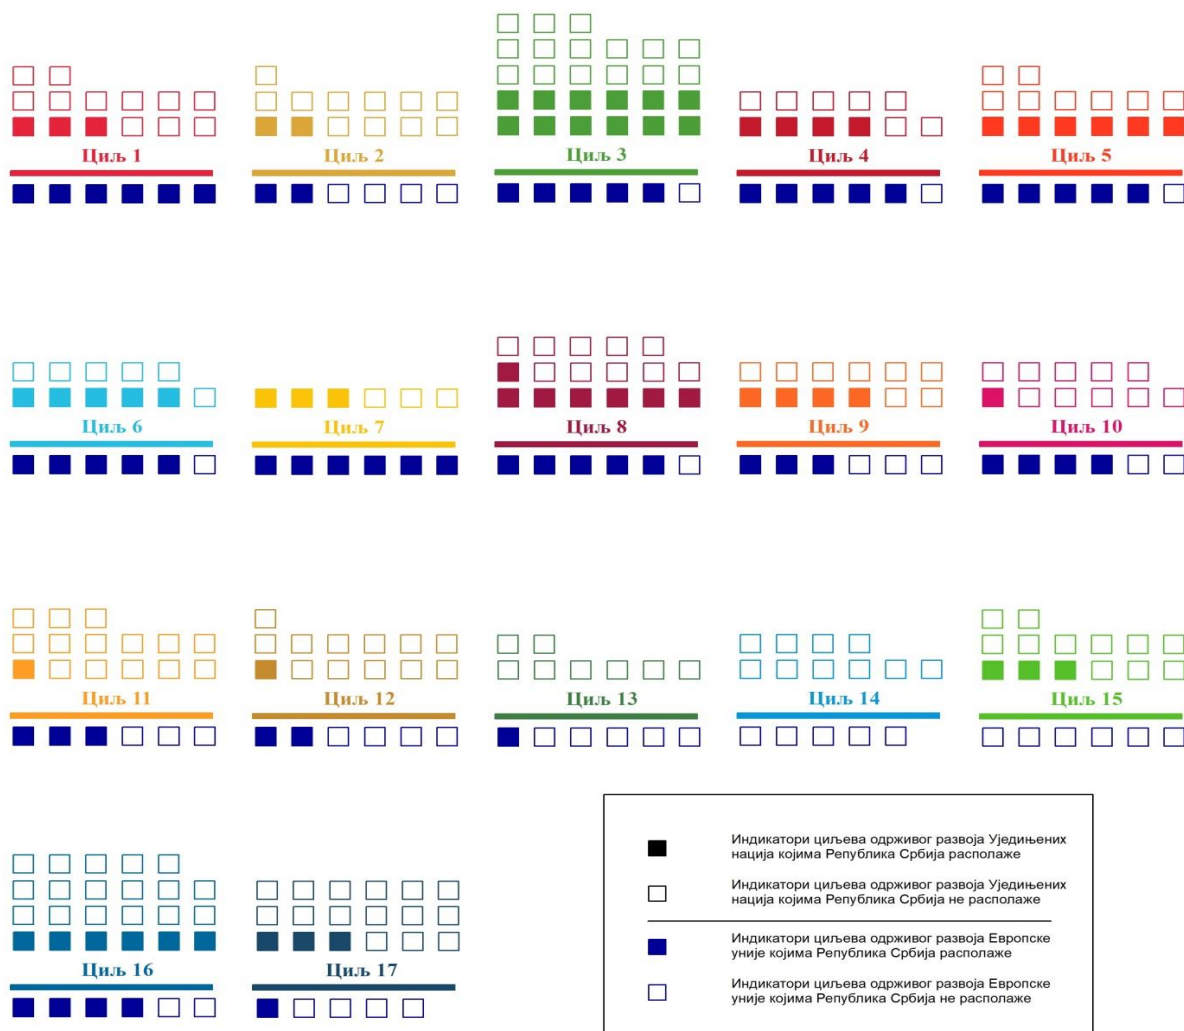 Циљ 1
Циљ 2
Циљ 3
Циљ 4
Циљ 5
Циљ 6
Циљ 7
Циљ 8
Циљ 9
Циљ 10
Циљ 11
Циљ 12
Циљ 13
Циљ 14
Циљ 15
Циљ 16
Циљ 17
Индикатори циљева одрживог развоја Уједињених
нација којима Република Србија располаже
Индикатори циљева одрживог развоја Уједињених
нација којима Република Србија не располаже
Индикатори циљева одрживог развоја Европске
уније којима Република Србија располаже
Индикатори циљева одрживог развоја Европске
уније којима Република Србија не располаже